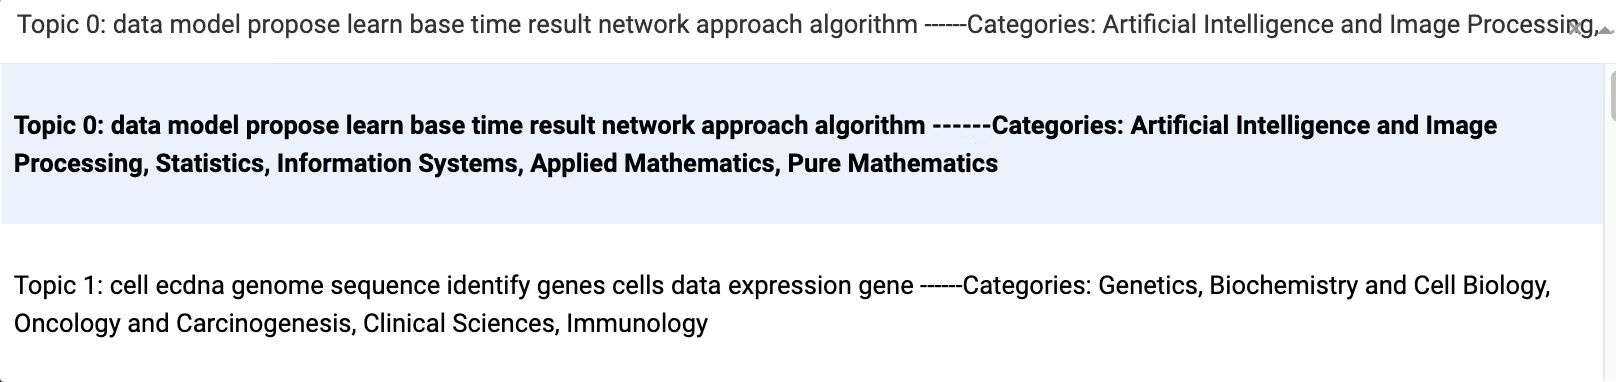 Topic 0: data model propose learn base time result network approach algorithm ------Categories: Artificial Intelligence and Image Processing,
Topic 0: data model propose learn base time result network approach algorithm ------Categories: Artificial Intelligence and Image
Processing, Statistics, Information Systems, Applied Mathematics, Pure Mathematics
Topic 1: cell ecdna genome sequence identify genes cells data expression gene ------Categories: Genetics, Biochemistry and Cell Biology,
Oncology and Carcinogenesis, Clinical Sciences, Immunology